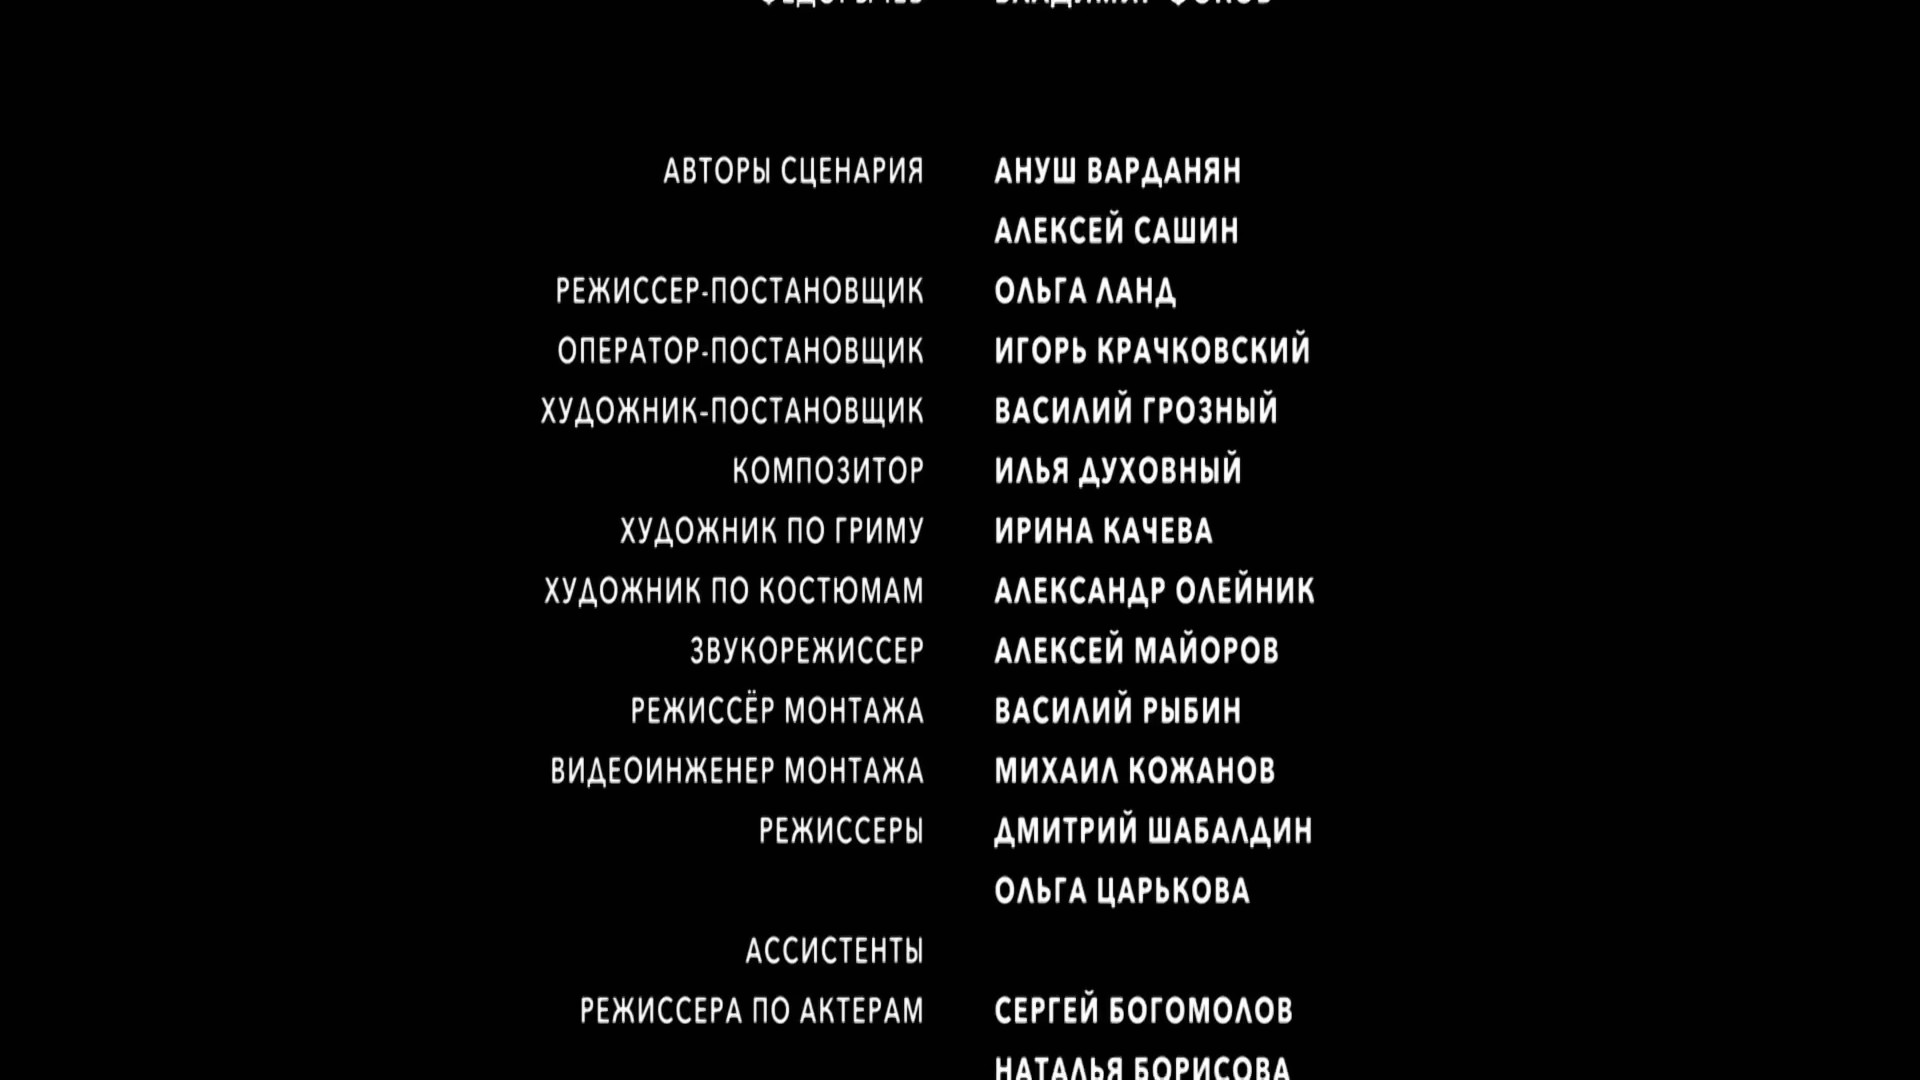 АВТОРЫ СЦЕНАРИЯ АНУШ ВАРДАНЯН
АЛЕКСЕЙ САШИН
РЕЖИССЕР-ПОСТАНОВЩИК ОЛЬГА ЛАНД
ОПЕРАТОР-ПОСТАНОВЩИК ИГОРЬ КРАЧКОВСКИЙ
ХУДОЖНИК-ПОСТАНОВЩИК ВАСИЛИЙ ГРОЗНЫЙ
КОМПОЗИТОР ИЛЬЯ ДУХОВНЫЙ
ХУДОЖНИК ПО ГРИМУ ИРИНА КАЧЕВА
ХУДОЖНИК ПО КОСТЮМАМ АЛЕКСАНДР ОЛЕЙНИК
ЗВУКОРЕЖИССЕР АЛЕКСЕЙ МАЙОРОВ
РЕЖИССЁР МОНТАЖА ВАСИЛИЙ РЫБИН
ВИДЕОИНЖЕНЕР МОНТАЖА МИХАИЛ КОЖАНОВ
РЕЖИССЕРЫ ДМИТРИЙ ШАБАЛДИН
ОЛЬГА ЦАРЬКОВА
АССИСТЕНТЫ
РЕЖИССЕРА ПО АКТЕРАМ СЕРГЕЙ БОГОМОЛОВ
НАТАЛЬЯ БОРИСОВА